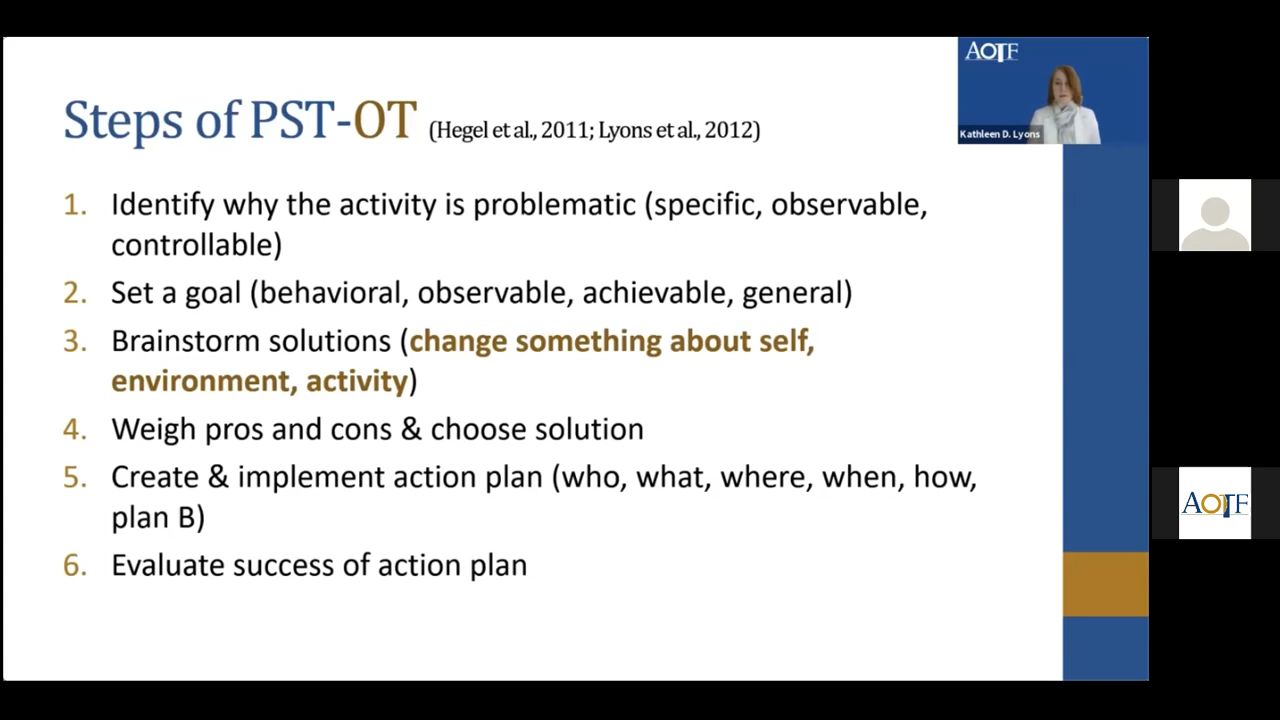 AOTF
Steps of PST-OT (Hegel et al., 2011; Lyons et al., 2012)
Kathleen D. Lyons
1. Identify why the activity is problematic (specific, observable,
controllable)
2. Set a goal (behavioral, observable, achievable, general)
3. Brainstorm solutions (change something about self,
environment, activity)
4. Weigh pros and cons & choose solution
5. Create & implement action plan (who, what, where, when, how,
plan B)
6. Evaluate success of action plan
AOTF